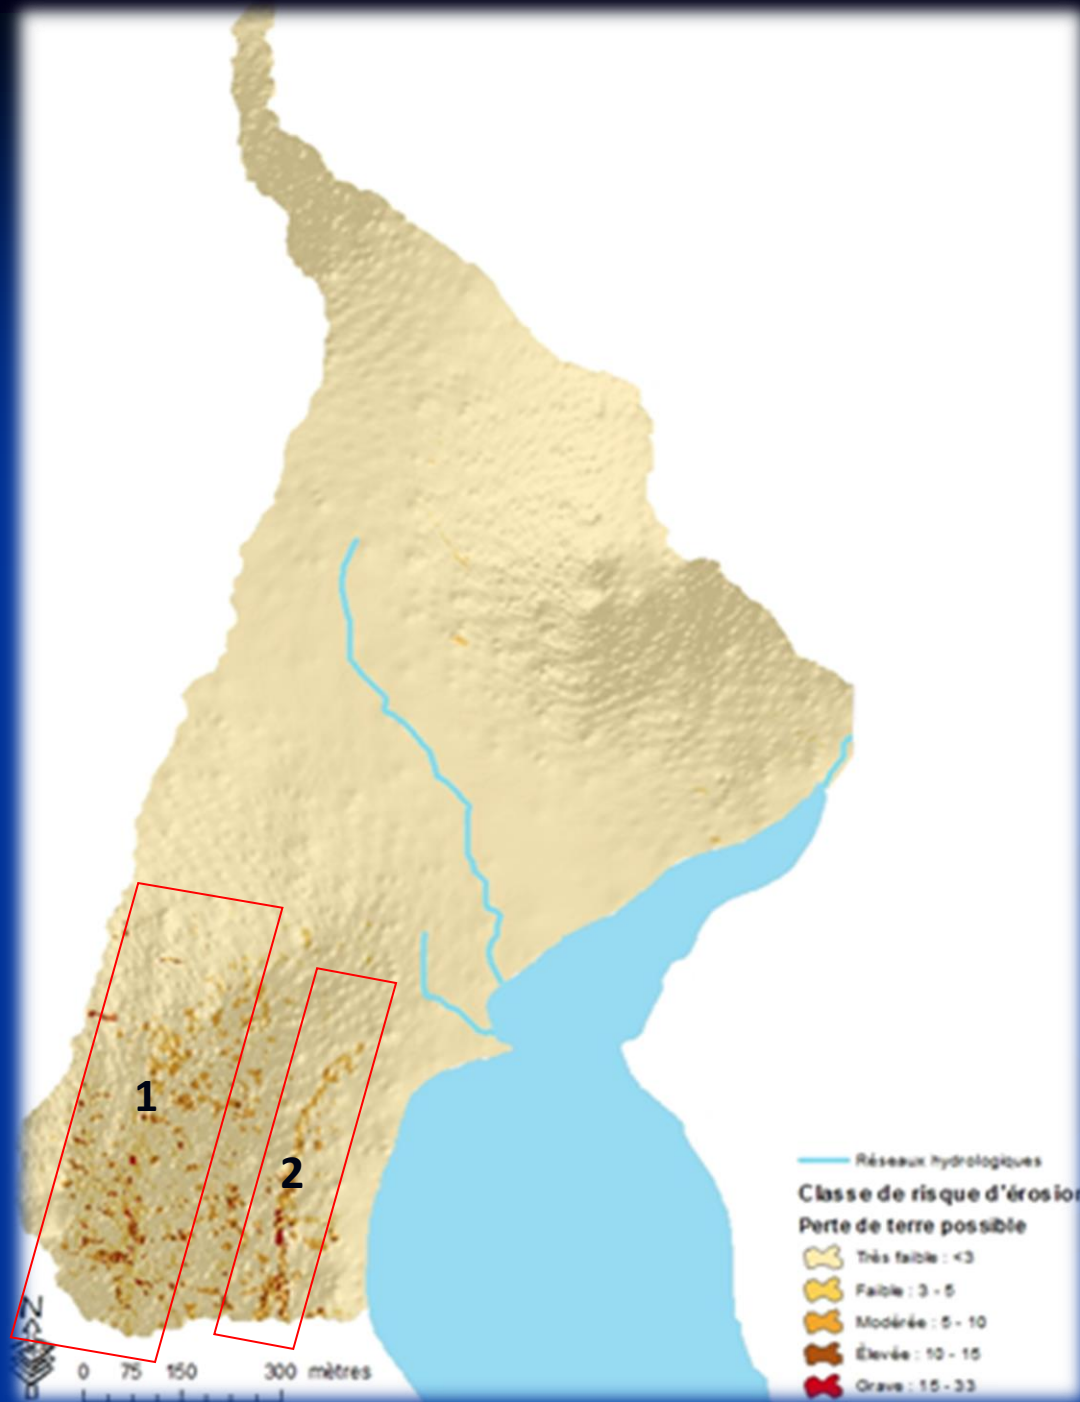 1
2
Réseaux hydrologiques
Classe de risque d'érosion
Perte de terre possible
Très faible : <3
Faible : 3 - 5
Modérée : 5 - 10
Élevée : 10 - 15
Grave : 15 - 33
N
0 75 150 300 mètres